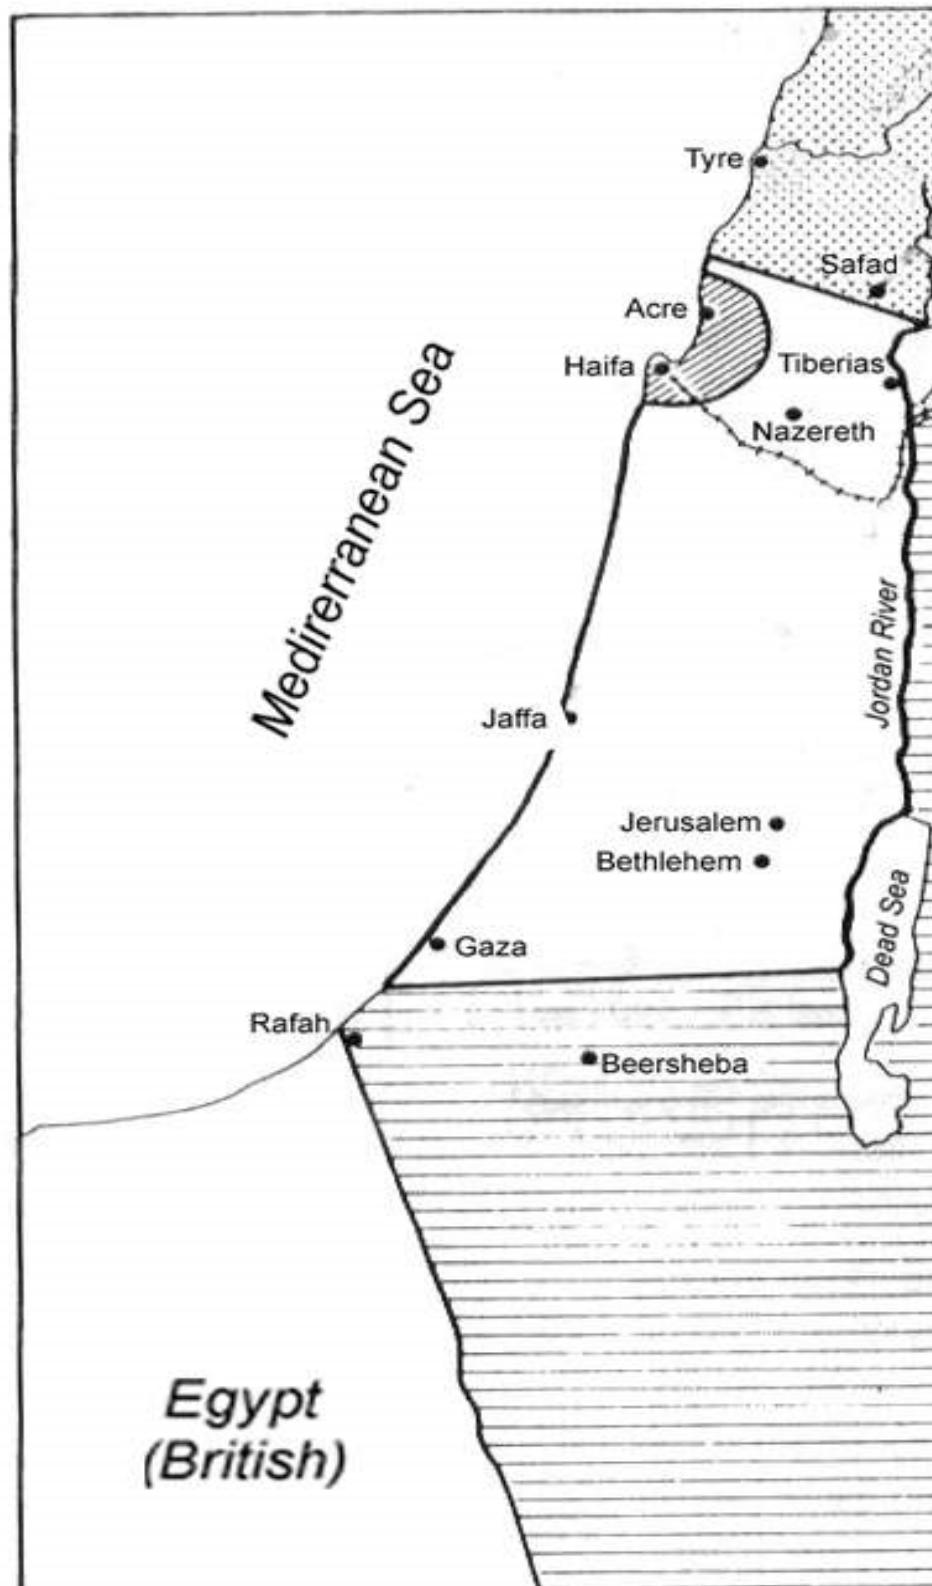 Tyre
Safad
Acre
Haifa
Tiberias
Nazereth
Medirerranean Sea
Jordan River
Jaffa
Jerusalem
Bethlehem
Dead Sea
Gaza
Rafah
Beersheba
Egypt
(British)